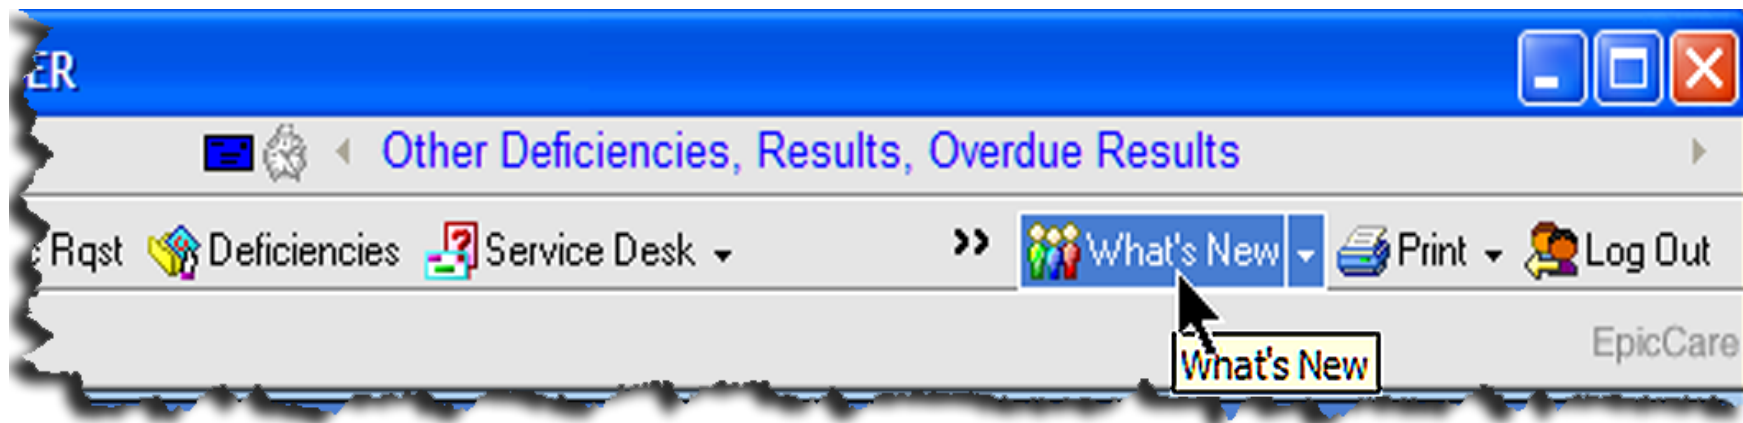 ER
Other Deficiencies, Results, Overdue Results
Rqst Deficiencies Service Desk >> What's New Print Log Out
EpicCare
What's New